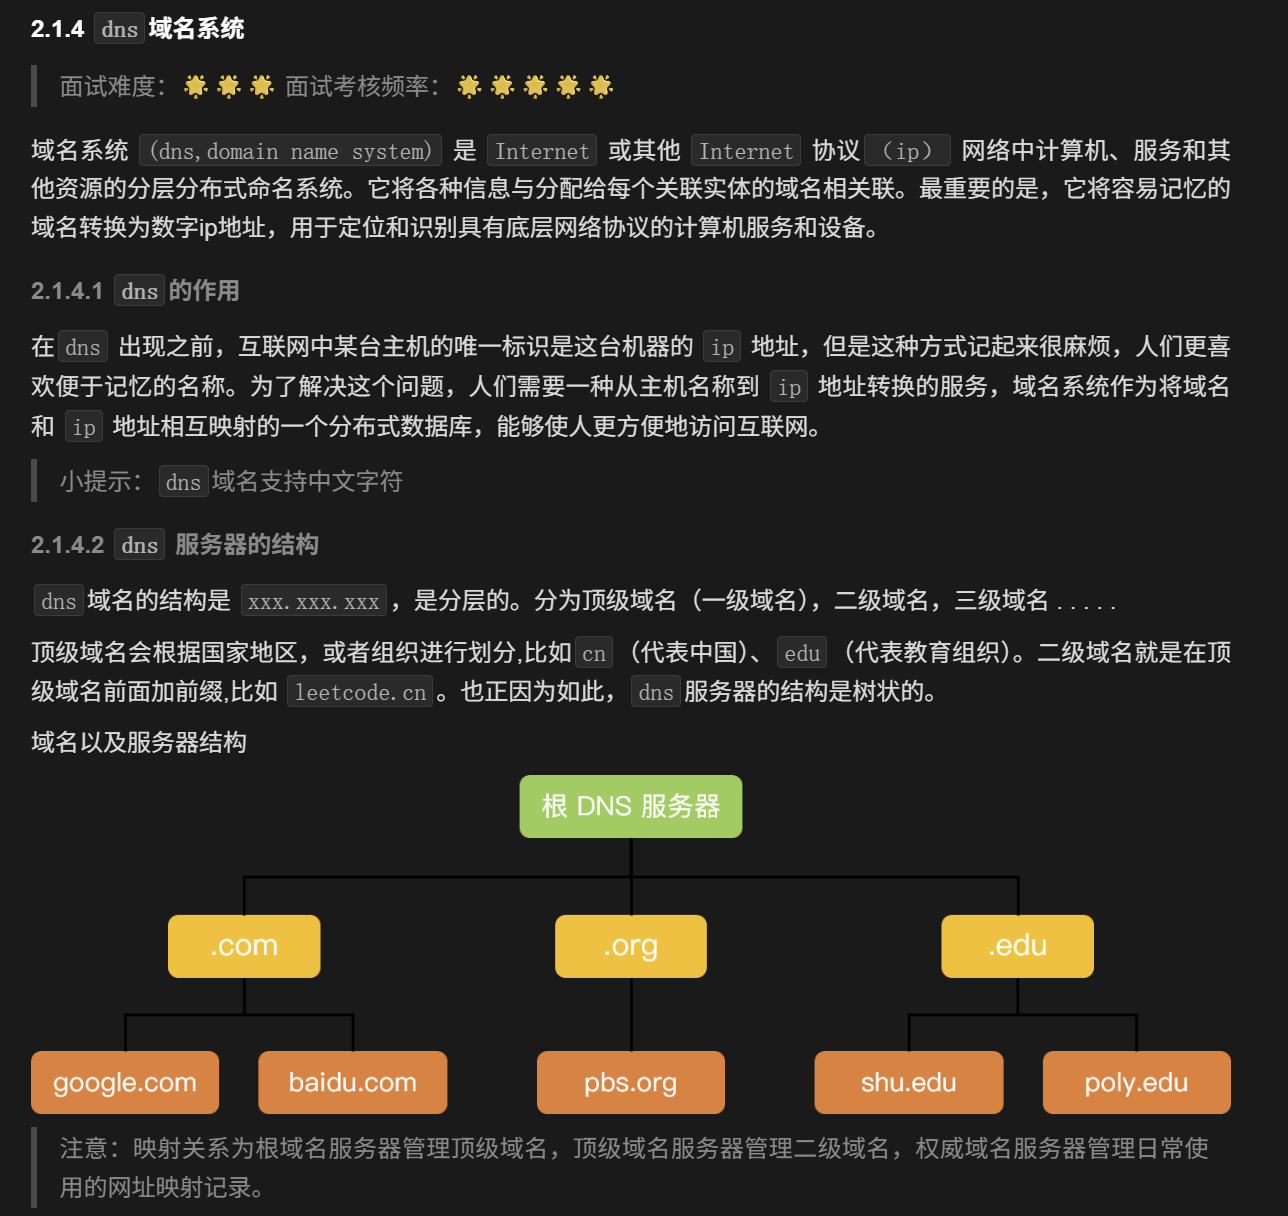 2.1.4 dns 域名系统
面试难度：🌟🌟🌟 面试考核频率：🌟🌟🌟🌟🌟
域名系统 (dns,domain name system) 是 Internet 或其他 Internet 协议（ip） 网络中计算机、服务和其
他资源的分层分布式命名系统。它将各种信息与分配给每个关联实体的域名相关联。最重要的是，它将容易记忆的
域名转换为数字ip地址，用于定位和识别具有底层网络协议的计算机服务和设备。
2.1.4.1 dns 的作用
在 dns 出现之前，互联网中某台主机的唯一标识是这台机器的 ip 地址，但是这种方式记起来很麻烦，人们更喜
欢便于记忆的名称。为了解决这个问题，人们需要一种从主机名称到 ip 地址转换的服务，域名系统作为将域名
和 ip 地址相互映射的一个分布式数据库，能够使人更方便地访问互联网。
小提示：dns 域名支持中文字符
2.1.4.2 dns 服务器的结构
dns 域名的结构是 xxx.xxx.xxx，是分层的。分为顶级域名（一级域名），二级域名，三级域名 . . . . .
顶级域名会根据国家地区，或者组织进行划分,比如 cn （代表中国）、 edu （代表教育组织）。二级域名就是在顶
级域名前面加前缀,比如 leetcode.cn 。也正因为如此， dns 服务器的结构是树状的。
域名以及服务器结构
根 DNS 服务器
.com .org .edu
google.com baidu.com pbs.org shu.edu poly.edu
注意：映射关系为根域名服务器管理顶级域名，顶级域名服务器管理二级域名，权威域名服务器管理日常使
用的网址映射记录。